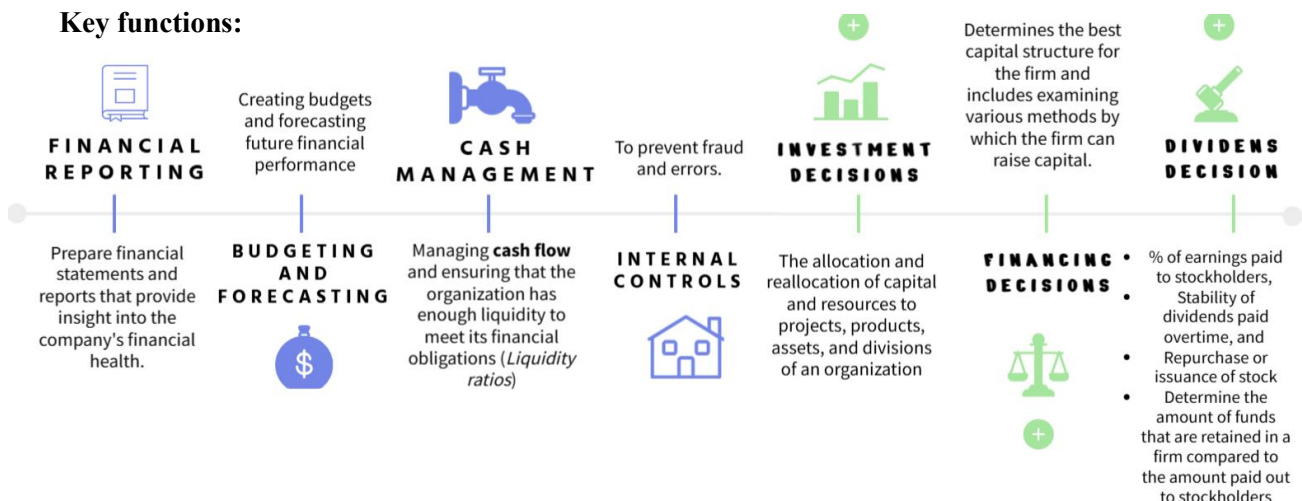 Key functions:
FINANCIAL
REPORTING
Prepare financial
statements and
reports that provide
insight into the
company's financial
health.
Creating budgets
and forecasting
future financial
performance
BUDGETING
AND
FORECASTING
$
CASH
MANAGEMENT
Managing cash flow
and ensuring that the
organization has
enough liquidity to
meet its financial
obligations (Liquidity
ratios)
To prevent fraud
and errors.
INTERNAL
CONTROLS
+
INVESTMENT
DECISIONS
The allocation and
reallocation of capital
and resources to
projects, products,
assets, and divisions
of an organization
Determines the best
capital structure for
the firm and
includes examining
various methods by
which the firm can
raise capital.
FINANCING
DECISIONS
+
+
DIVIDENS
DECISION
• % of earnings paid
to stockholders,
• Stability of
dividends paid
overtime, and
• Repurchase or
issuance of stock
• Determine the
amount of funds
that are retained in a
firm compared to
the amount paid out
to stockholders